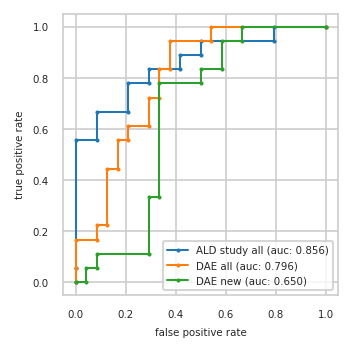 1.0
0.8
0.6
0.4
0.2
0.0
true positive rate
ALD study all (auc: 0.856)
DAE all (auc: 0.796)
DAE new (auc: 0.650)
0.0 0.2 0.4 0.6 0.8 1.0
false positive rate